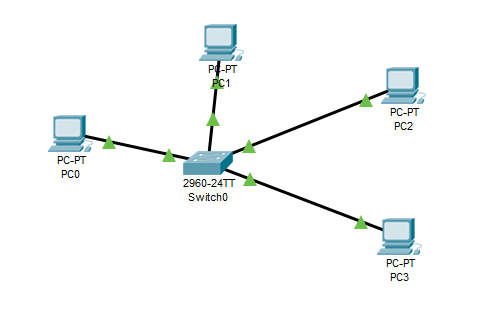 PC-PT
PC1
PC-PT
PC2
PC-PT
PC0
2960-24TT
Switch0
PC-PT
PC3